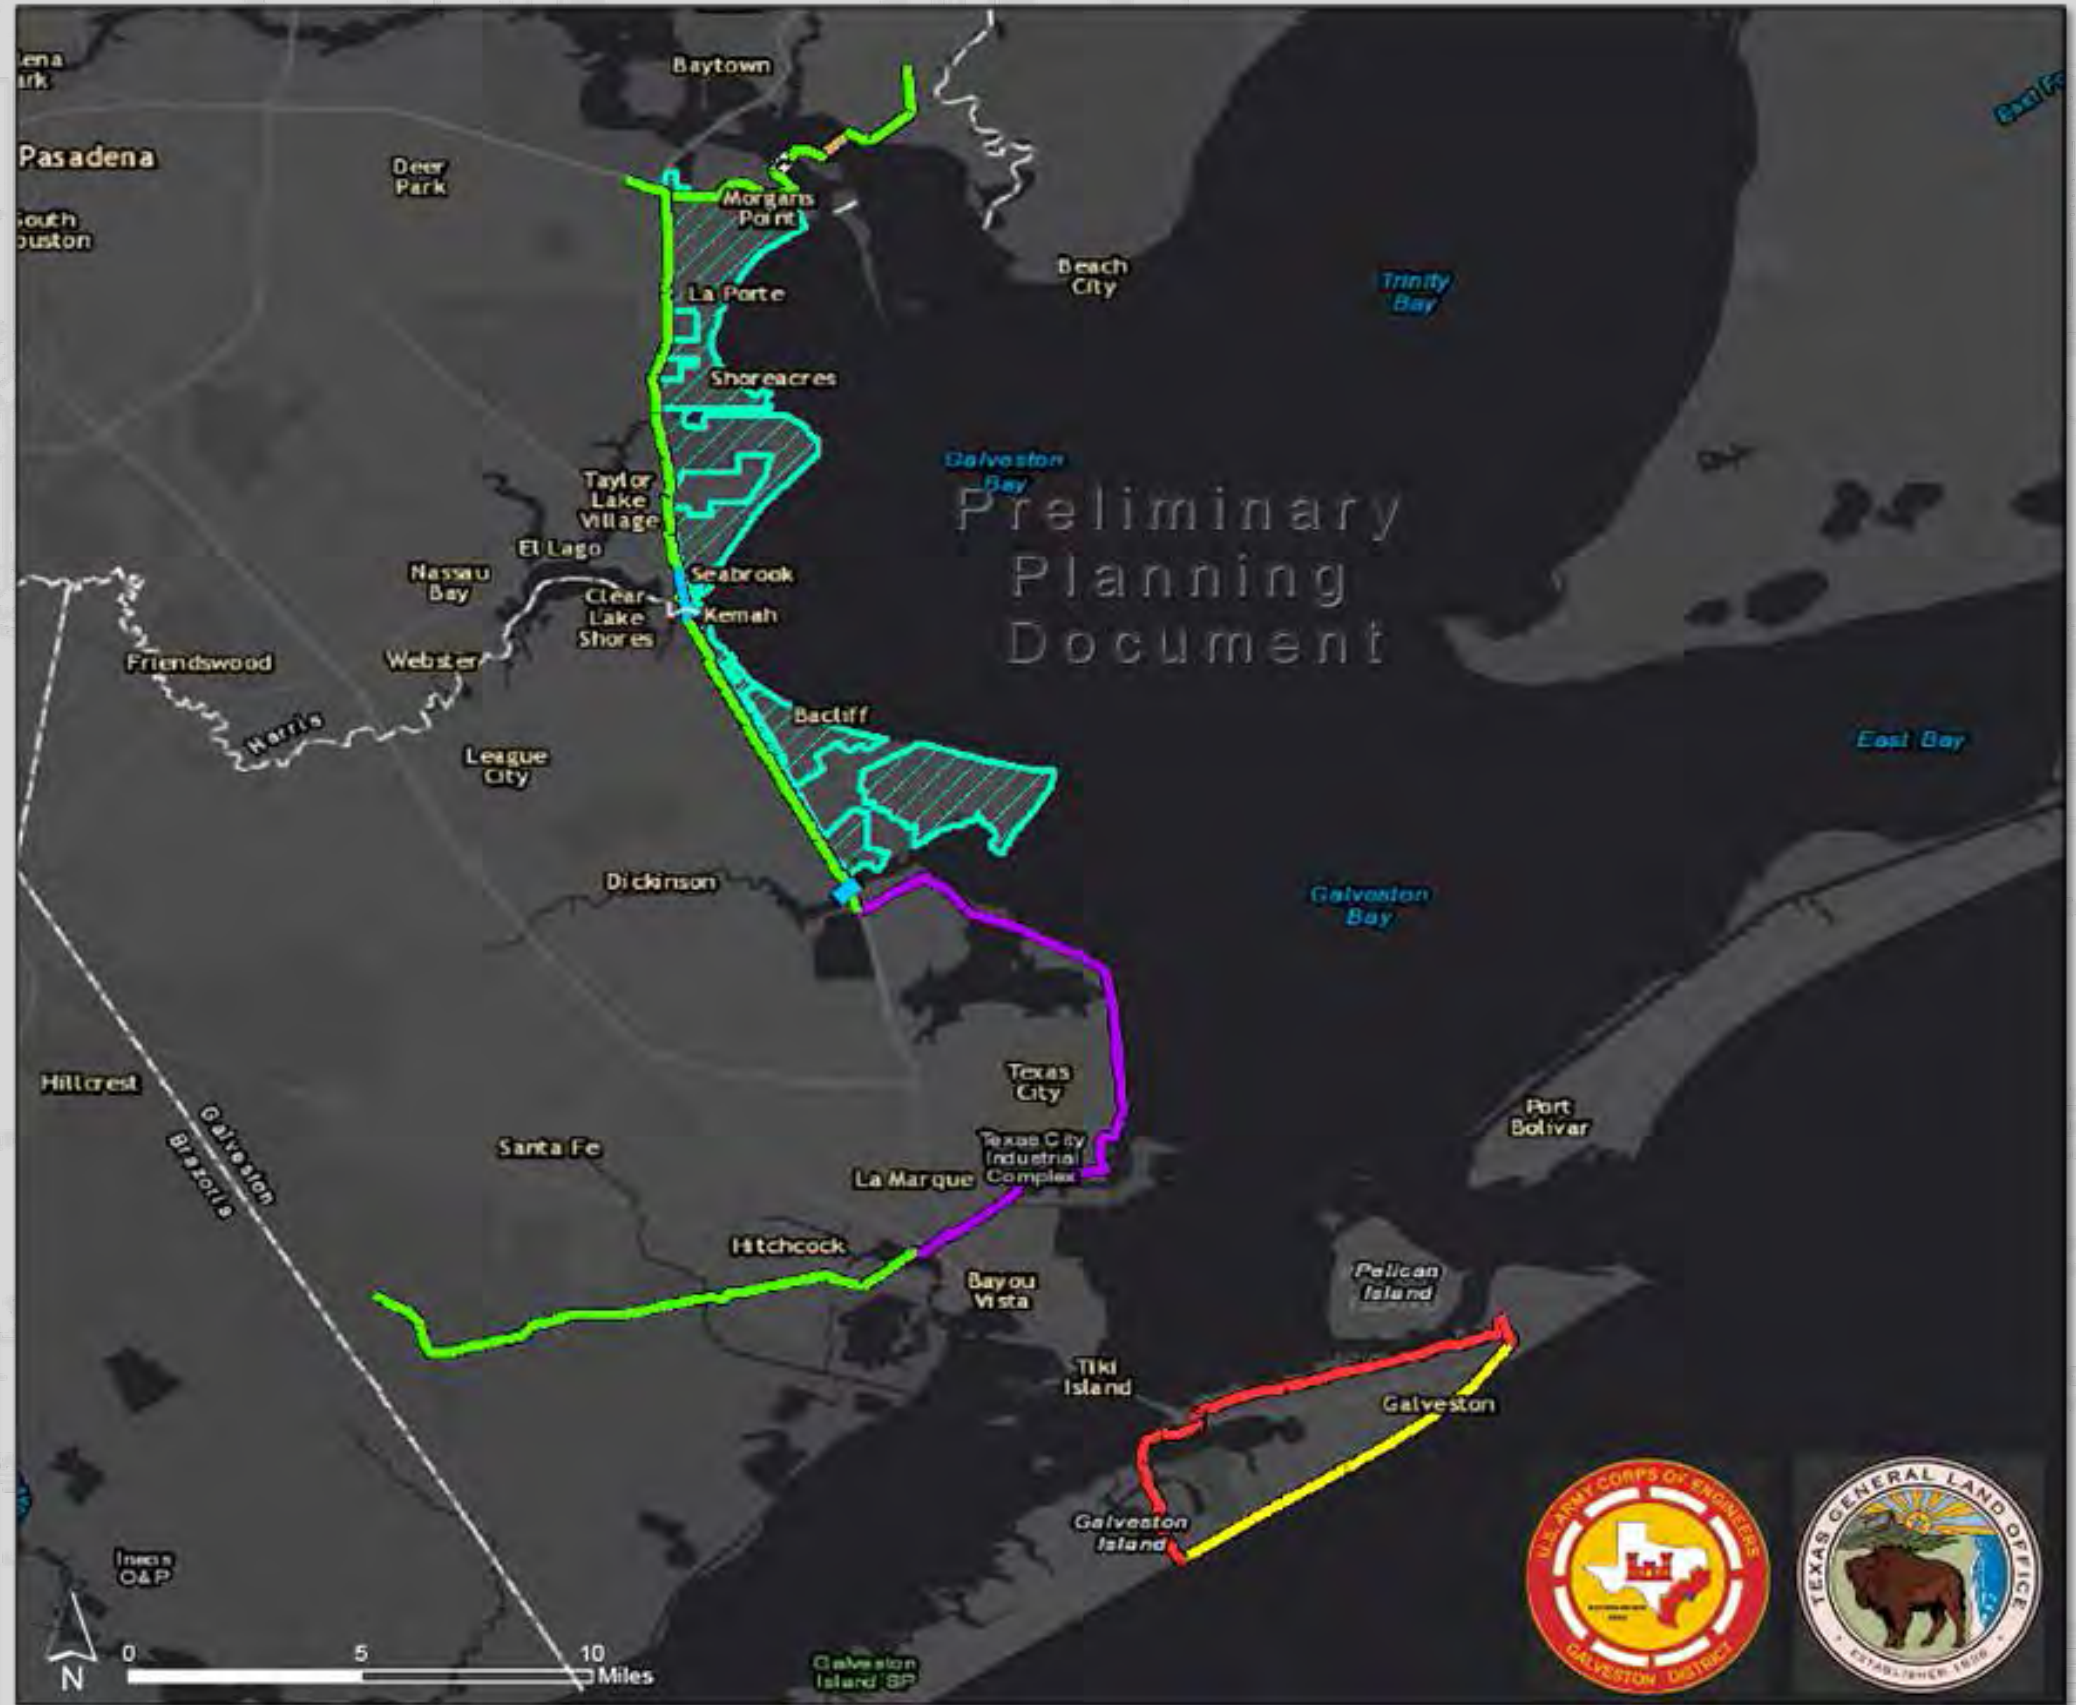 Baytown
Pasadena
Deer
Park
South
Morgans
Point
Beach
City
Trinity
Bay
La Porte
Shoreacres
Galveston
Bay
Taylor
Lake
Village
El Lago
Nassau
Bay
Seabrook
Clear
Lake
Shores
Kemah
Preliminary
Planning
Document
Friendswood
Webster
Harris
League
City
Bacliff
East Bay
Dickinson
Galveston
Bay
Hillcrest
Galveston
Brazoria
Texas
City
Port
Bolivar
Santa Fe
Texas City
Industrial
Complex
La Marque
Hitchcock
Bayou
Vista
Pelican
Island
Tiki
Island
Galveston
Galveston
Island
Ineos
O&P
N
0 5 10
Miles
Galveston
Island SP
U.S. ARMY CORPS OF ENGINEERS
GALVESTON DISTRICT
TEXAS GENERAL LAND OFFICE
ESTABLISHED 1836